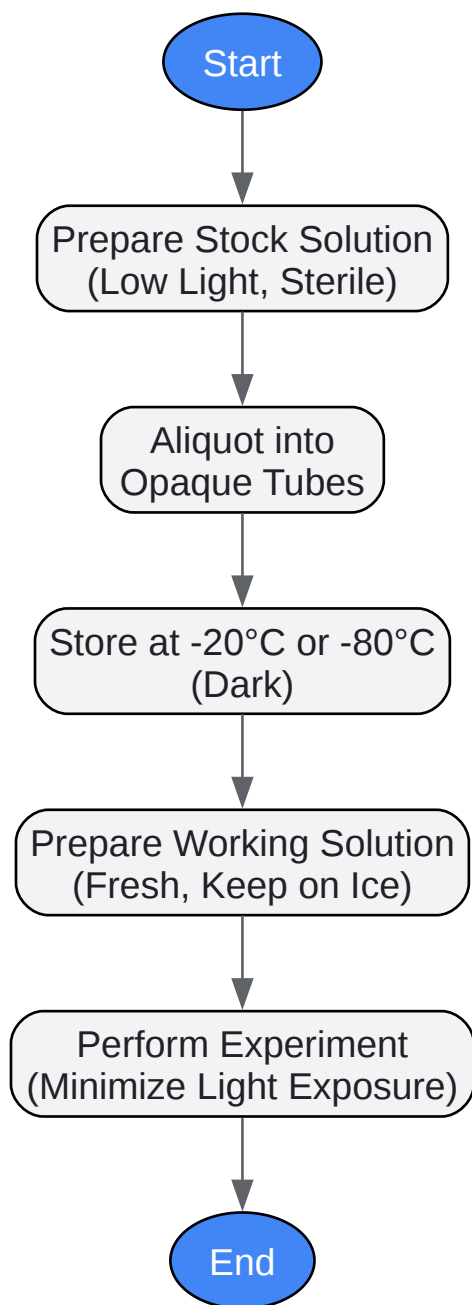 Start
Prepare Stock Solution
(Low Light, Sterile)
Aliquot into
Opaque Tubes
Store at -20°C or -80°C
(Dark)
Prepare Working Solution
(Fresh, Keep on Ice)
Perform Experiment
(Minimize Light Exposure)
End